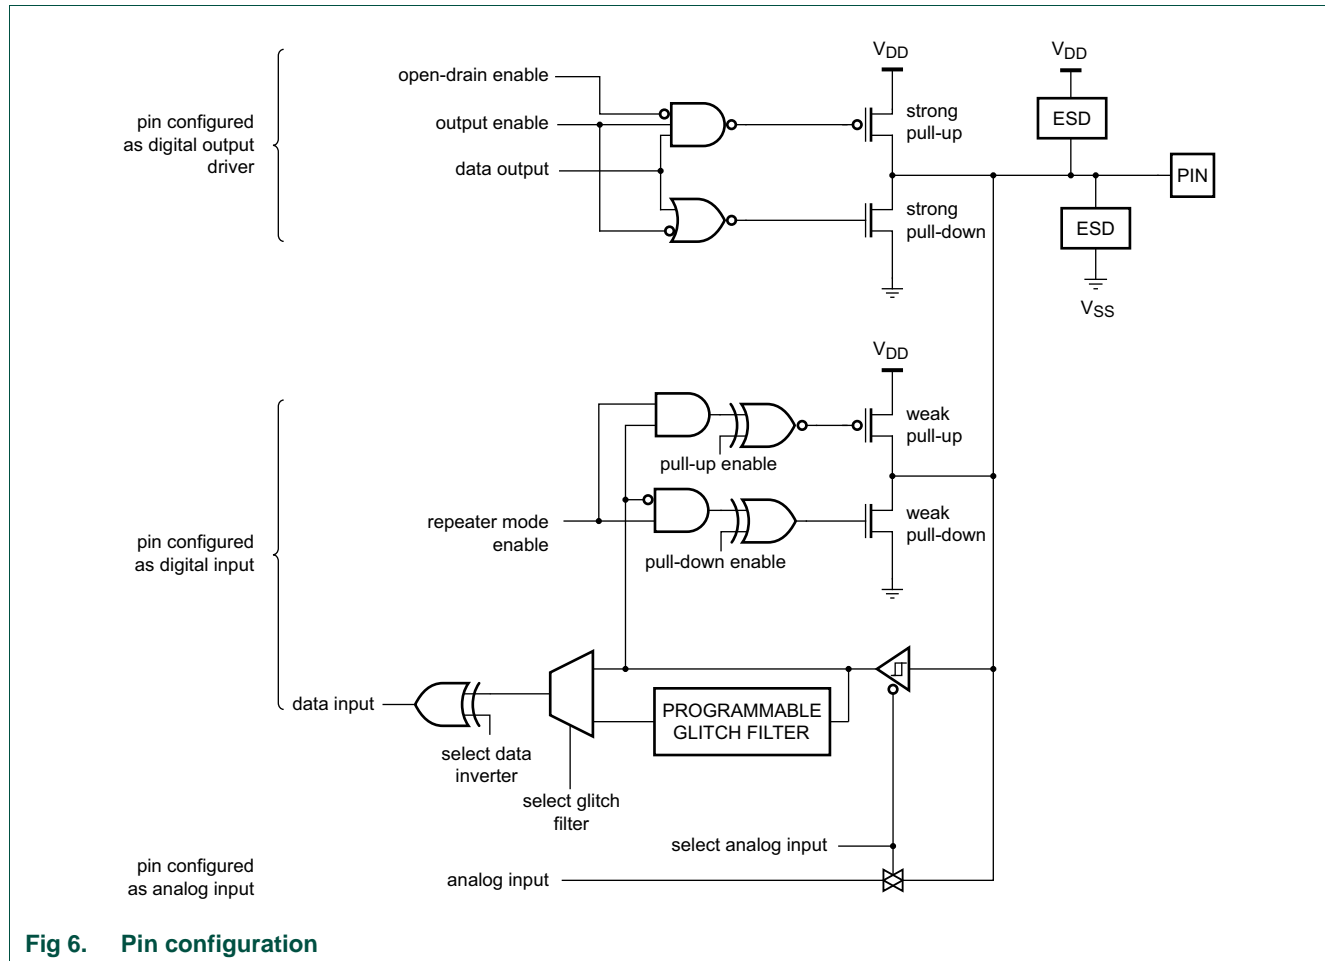 VDD
VDD
open-drain enable
strong
pull-up
ESD
pin configured
as digital output
driver
output enable
data output
PIN
strong
pull-down
ESD
VSS
VDD
weak
pull-up
pull-up enable
repeater mode
enable
weak
pull-down
pin configured
as digital input
pull-down enable
data input
PROGRAMMABLE
GLITCH FILTER
select data
inverter
select glitch
filter
select analog input
pin configured
as analog input
analog input
Fig 6. Pin configuration